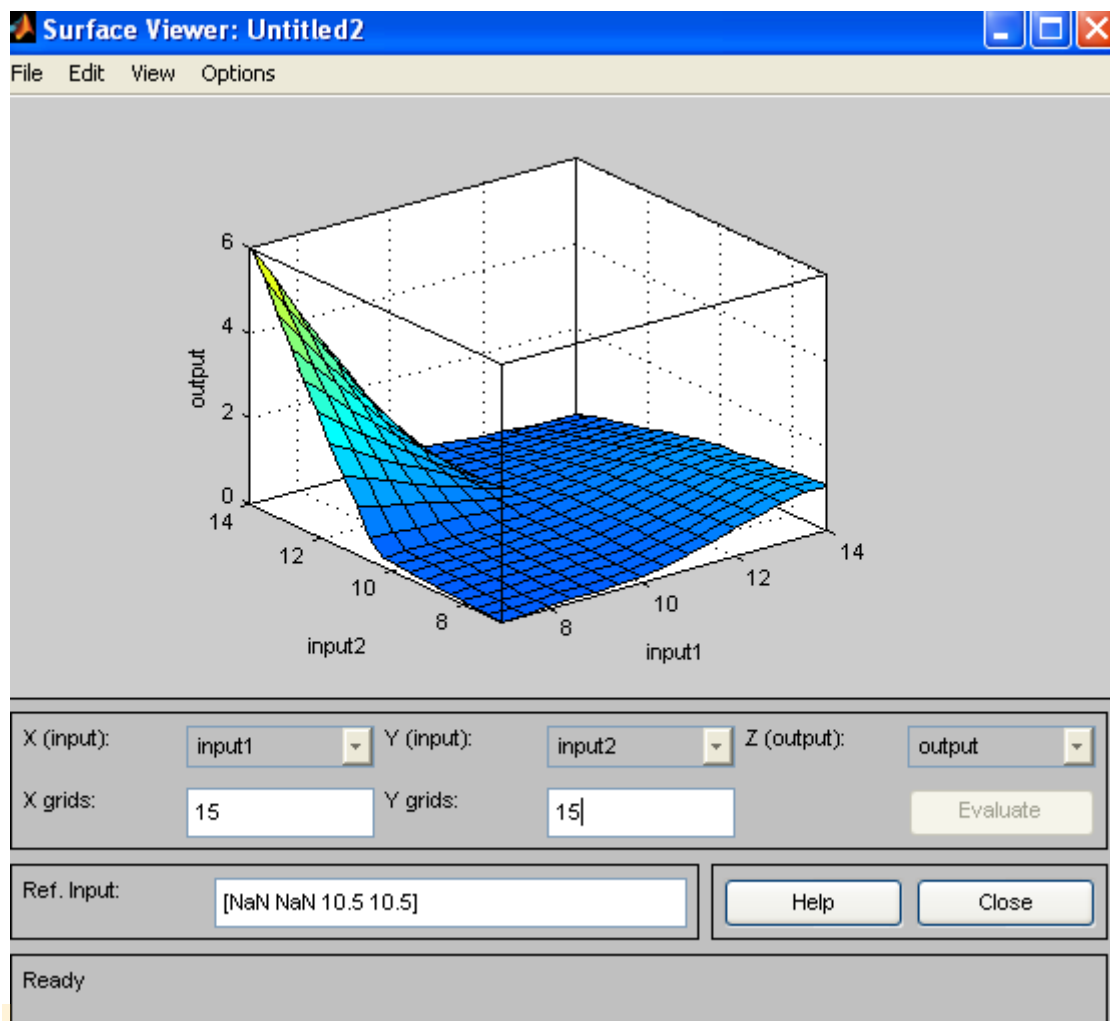 Surface Viewer: Untitled2
File Edit View Options
6
4
2
0
output
14
12
10
8
input2
8
10
12
14
input1
X (input): input1 Y (input): input2 Z (output): output
X grids: 15 Y grids: 15 Evaluate
Ref. Input: [NaN NaN 10.5 10.5] Help Close
Ready